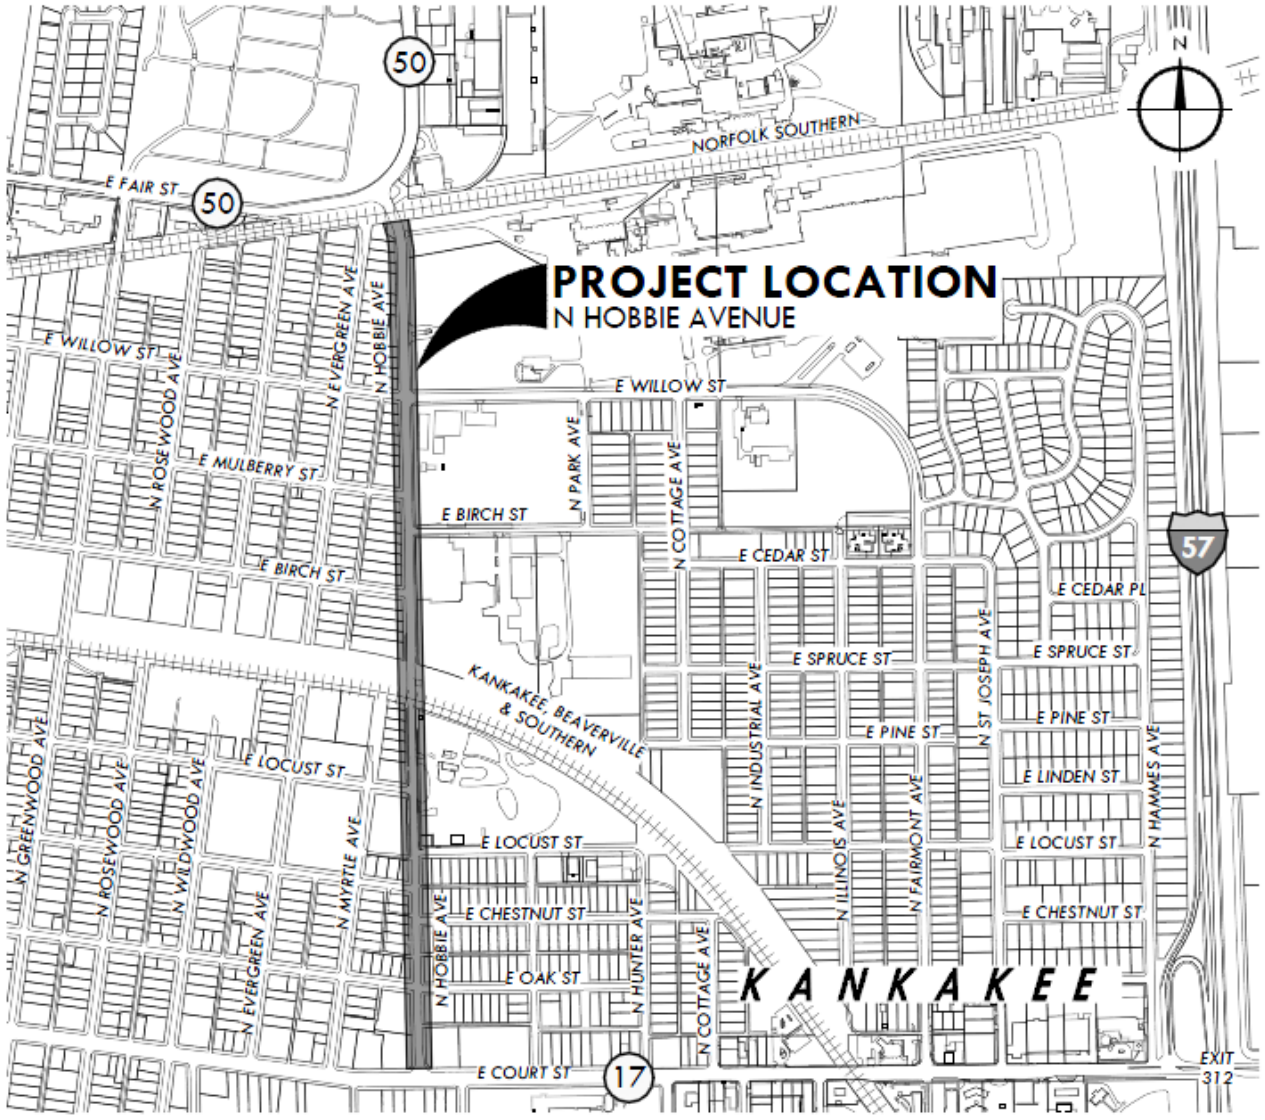 N
50
NORFOLK SOUTHERN
E FAIR ST
50
PROJECT LOCATION
N HOBBIE AVENUE
N EVERGREEN AVE
N HOBBIE AVE
E WILLOW ST
N ROSEWOOD AVE
E WILLOW ST
N PARK AVE
N COTTAGE AVE
E MULBERRY ST
E BIRCH ST
57
E CEDAR ST
E BIRCH ST
E CEDAR PL
N ST JOSEPH AVE
E SPRUCE ST
E SPRUCE ST
KANKAKEE, BEAVERVILLE
& SOUTHERN
N INDUSTRIAL AVE
E PINE ST
E PINE ST
N GREENWOOD AVE
E LOCUST ST
E LINDEN ST
N HAMMES AVE
N ROSEWOOD AVE
N WILDWOOD AVE
N MYRTLE AVE
N ILLINOIS AVE
N FAIRMONT AVE
E LOCUST ST
E LOCUST ST
E CHESTNUT ST
E CHESTNUT ST
N EVERGREEN AVE
N HOBBIE AVE
N HUNTER AVE
N COTTAGE AVE
E OAK ST
KANKAKEE
E COURT ST
17
EXIT
312